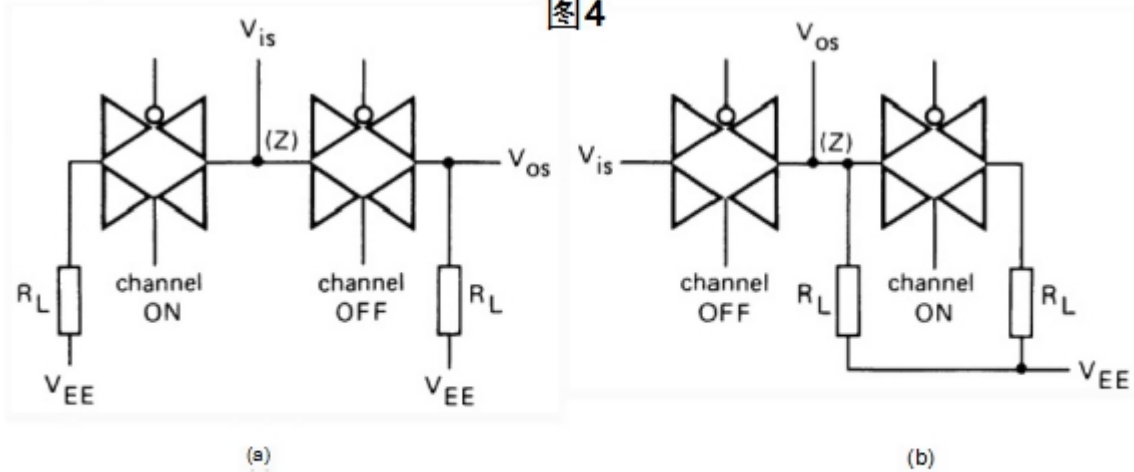 图4
V_is
(Z)
V_os
channel
ON
channel
OFF
R_L
R_L
V_EE
V_EE
(a)
V_os
V_is
(Z)
channel
OFF
R_L
channel
ON
R_L
V_EE
(b)